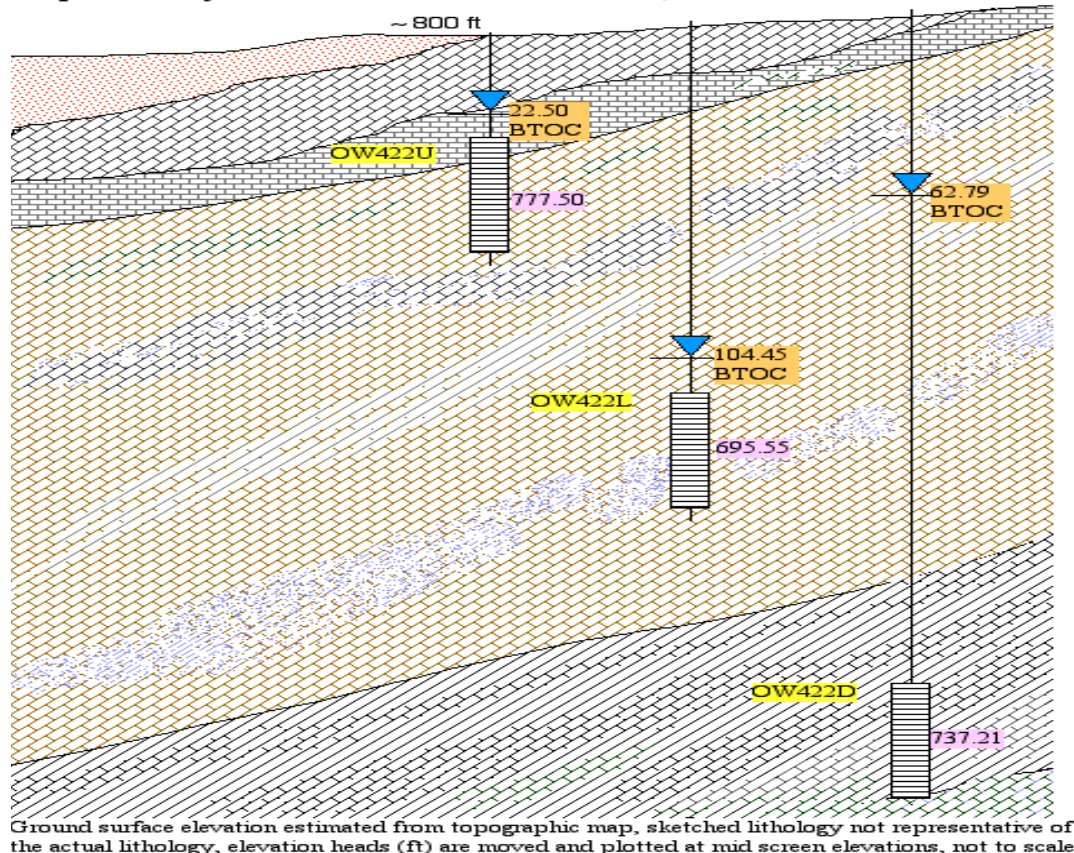 ~ 800 ft
22.50
BTOC
OW422U
777.50
62.79
BTOC
104.45
BTOC
OW422L
695.55
OW422D
737.21
Ground surface elevation estimated from topographic map, sketched lithology not representative of
the actual lithology, elevation heads (ft) are moved and plotted at mid screen elevations, not to scale